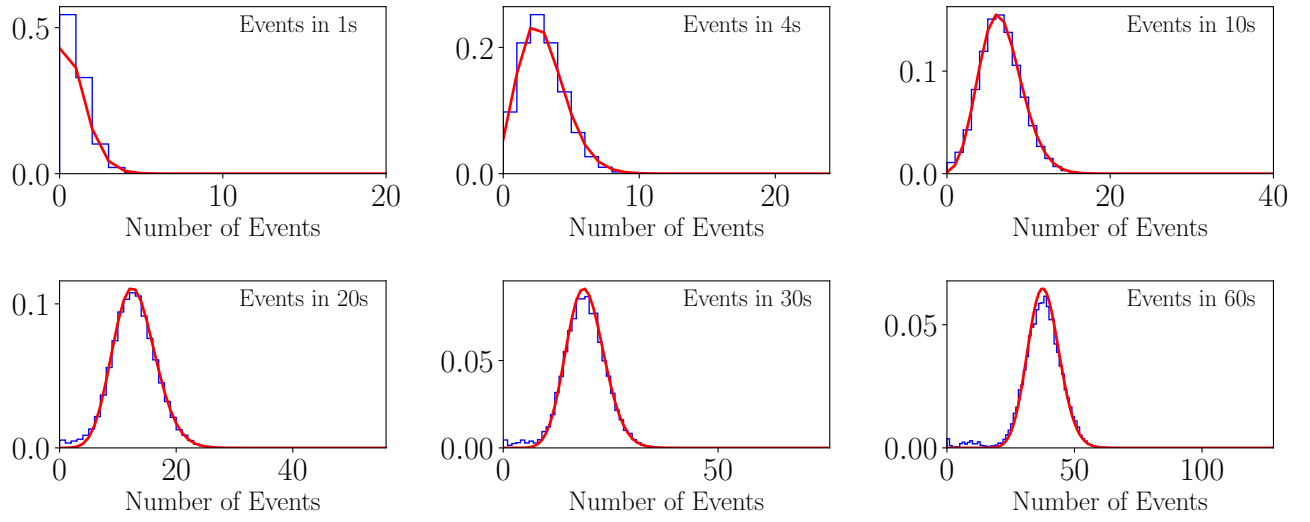 Events in 1s
0.5
0.0
0 10 20
Number of Events
Events in 4s
0.2
0.0
0 10 20
Number of Events
Events in 10s
0.1
0.0
0 20 40
Number of Events
Events in 20s
0.1
0.0
0 20 40
Number of Events
Events in 30s
0.05
0.00
0 50
Number of Events
Events in 60s
0.05
0.00
0 50 100
Number of Events